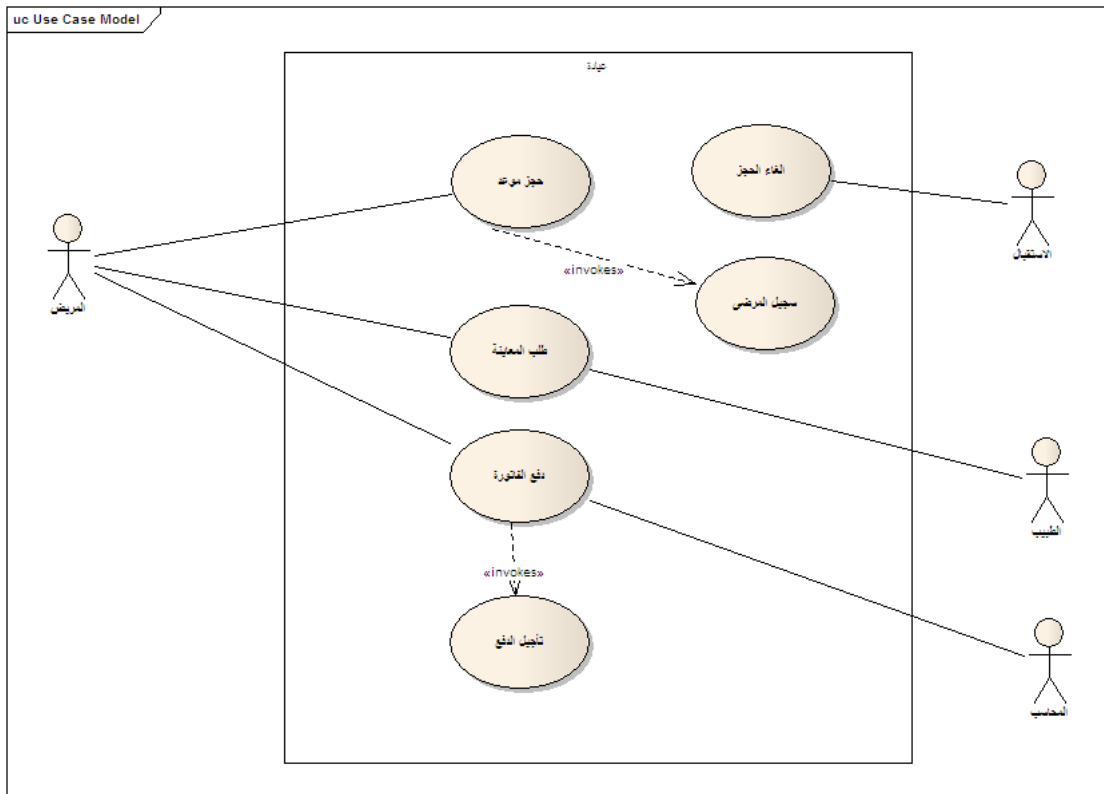 uc Use Case Model
عيادة
حجز موعد
الغاء الحجز
الاستقبال
المريض
«invokes»
سجيل المرضى
طلب المعاينة
دفع الفاتورة
الطبيب
«invokes»
تأجيل الدفع
المحاسب